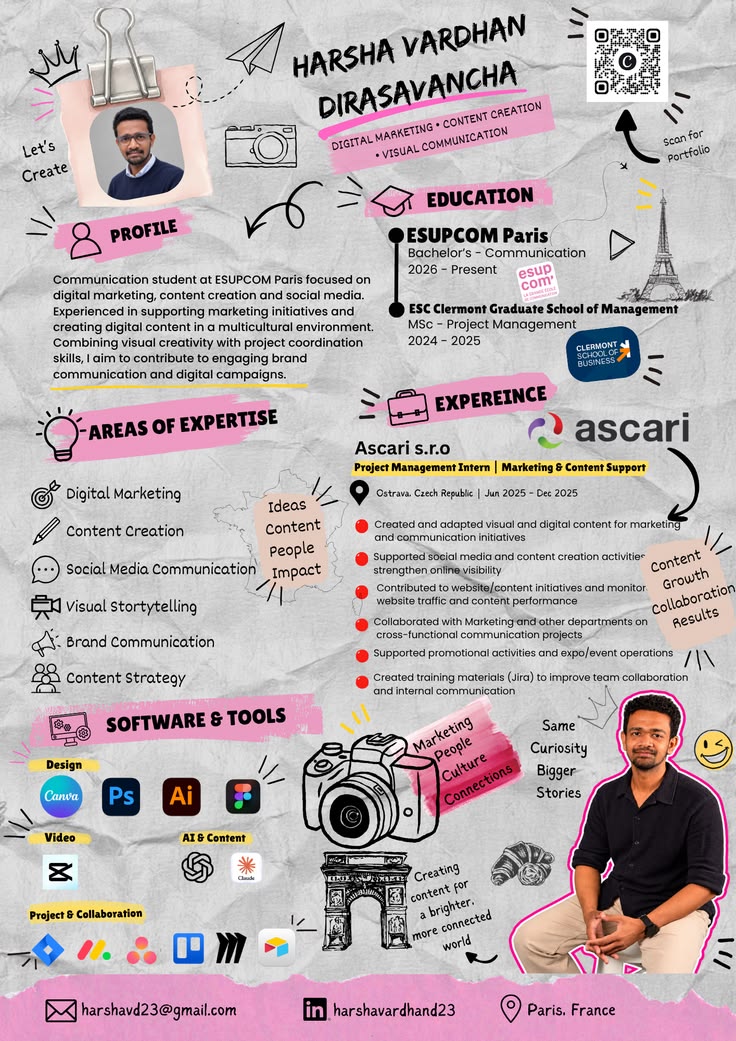 HARSHA VARDHAN
DIRASAVANCHA
DIGITAL MARKETING • CONTENT CREATION
• VISUAL COMMUNICATION
Let's
Create
scan for
Portfolio
PROFILE
Communication student at ESUPCOM Paris focused on
digital marketing, content creation and social media.
Experienced in supporting marketing initiatives and
creating digital content in a multicultural environment.
Combining visual creativity with project coordination
skills, I aim to contribute to engaging brand
communication and digital campaigns.
EDUCATION
ESUPCOM Paris
Bachelor's - Communication
2026 - Present
esup
com'
ESC Clermont Graduate School of Management
MSc - Project Management
2024 - 2025
CLERMONT
SCHOOL OF
BUSINESS
AREAS OF EXPERTISE
Digital Marketing
Content Creation
Social Media Communication
Visual Stortytelling
Brand Communication
Content Strategy
Ideas
Content
People
Impact
EXPEREINCE
ascari
Ascari s.r.o
Project Management Intern | Marketing & Content Support
Ostrava, Czech Republic | Jun 2025 - Dec 2025
Created and adapted visual and digital content for marketing
and communication initiatives
Supported social media and content creation activities
strengthen online visibility
Contributed to website/content initiatives and monitor
website traffic and content performance
Collaborated with Marketing and other departments on
cross-functional communication projects
Supported promotional activities and expo/event operations
Created training materials (Jira) to improve team collaboration
and internal communication
Content
Growth
Collaboration
Results
SOFTWARE & TOOLS
Design
Canva
Ps
Ai
Video
AI & Content
Claude
Project & Collaboration
Marketing
People
Culture
Connections
Same
Curiosity
Bigger
Stories
Creating
content for
a brighter,
more connected
world
harshavd23@gmail.com
in harshavardhand23
Paris, France